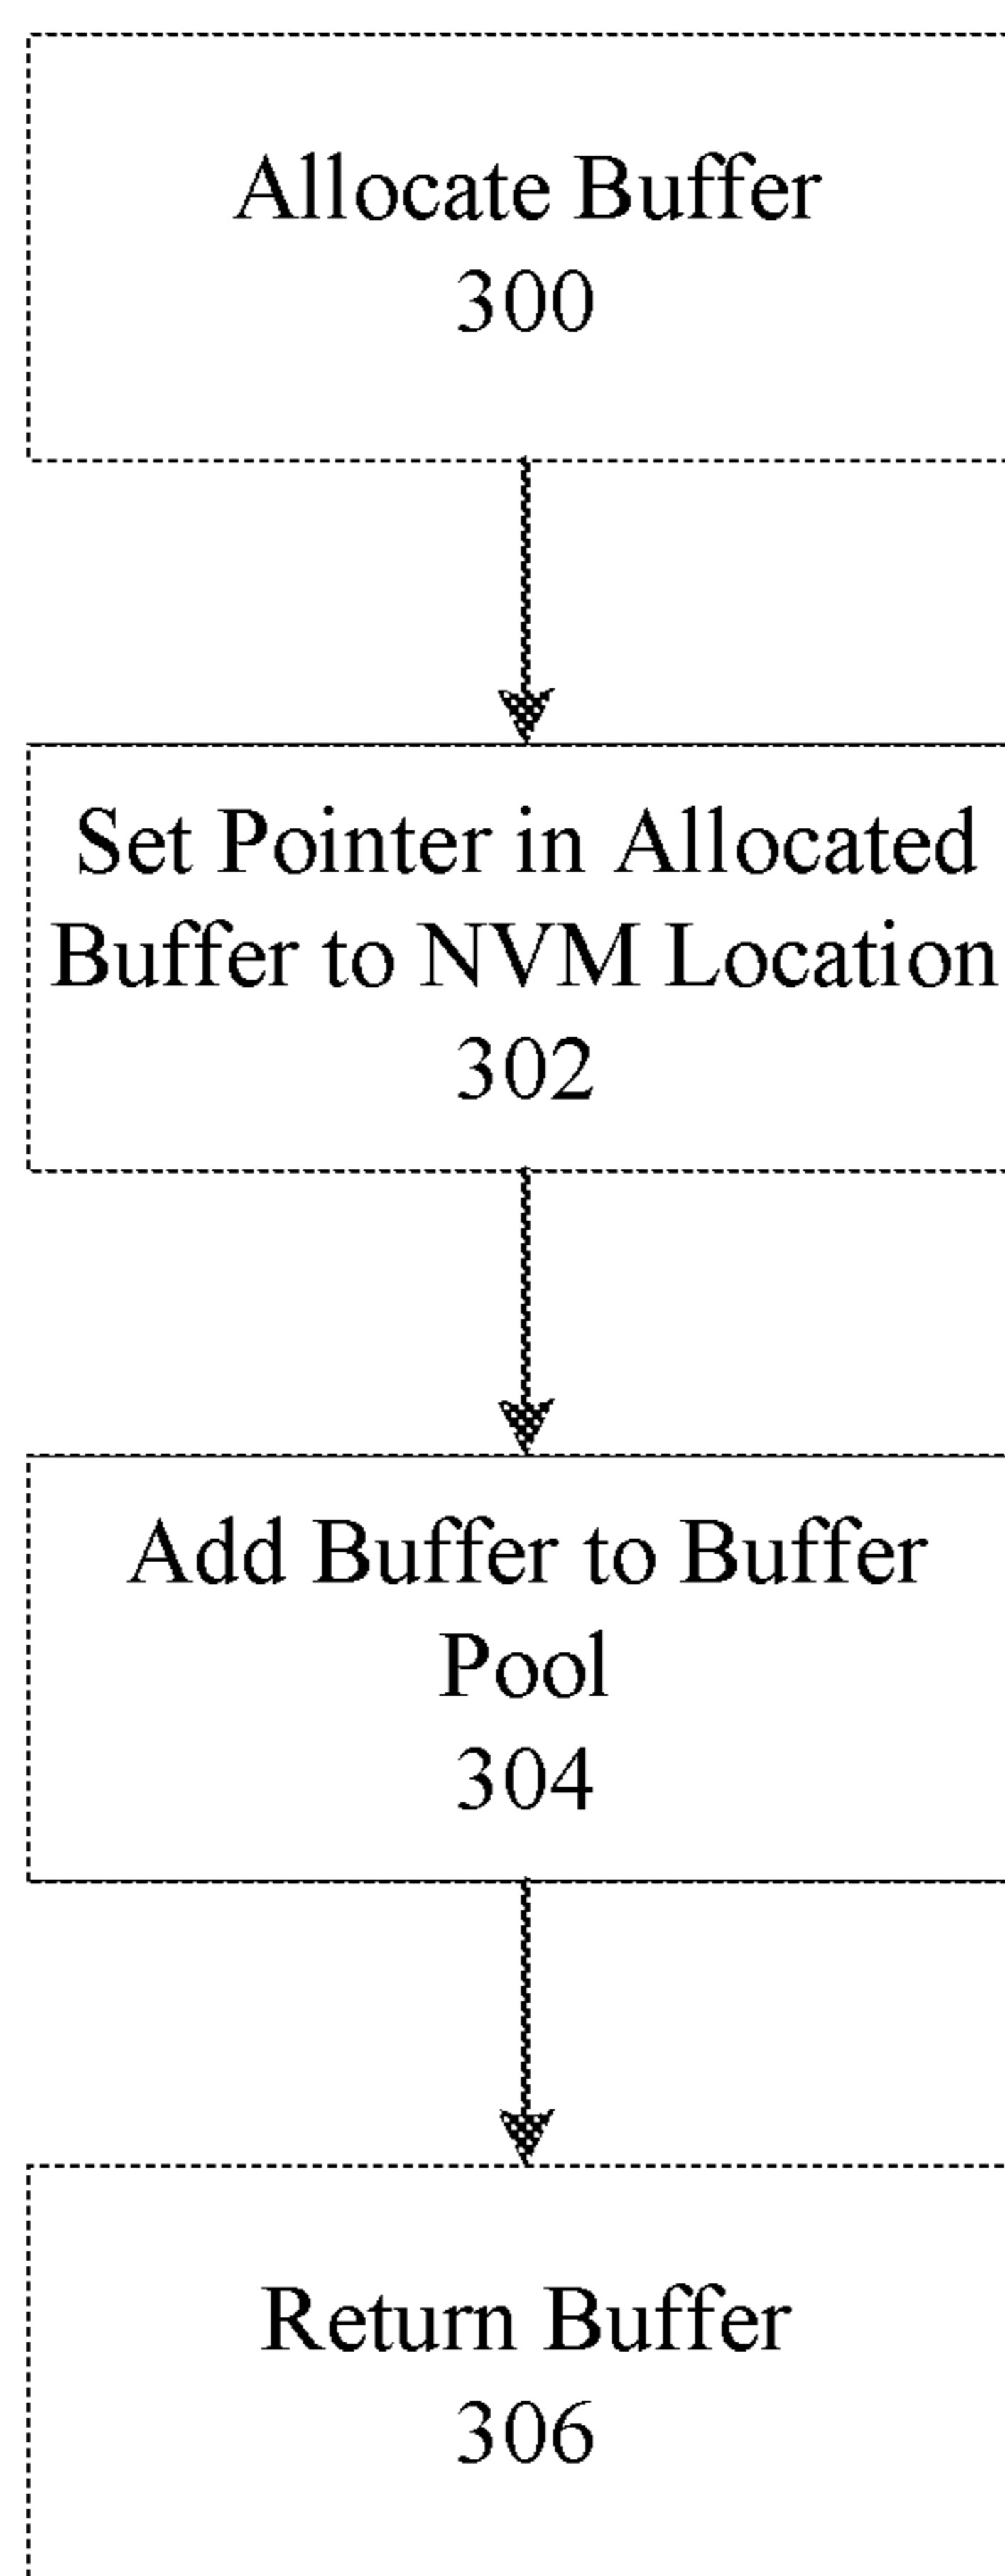 Allocate Buffer
300
Set Pointer in Allocated
Buffer to NVM Location
302
Add Buffer to Buffer
Pool
304
Return Buffer
306